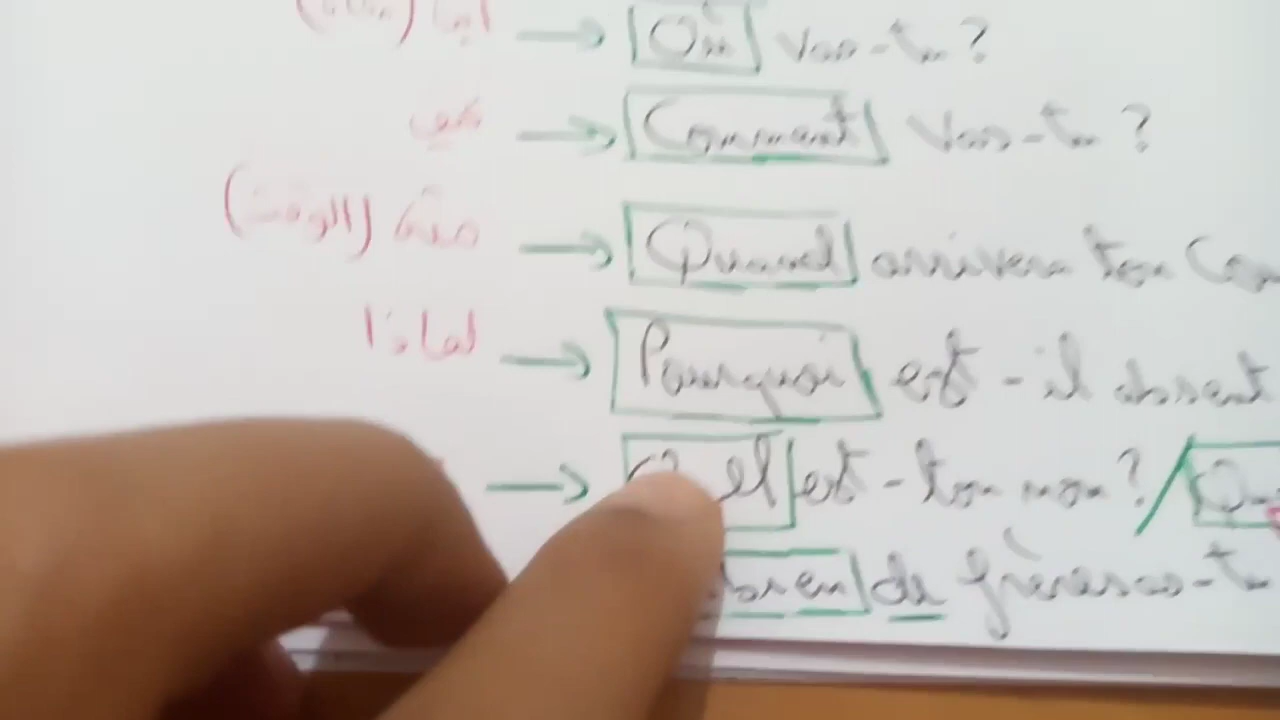 أين → Où vas-tu ?
كيف → Comment vas-tu ?
متى (الوقت) → Quand arrivera ton
لماذا → Pourquoi est-il absent
→ Quel est-ton nom ? /
de frères as-tu